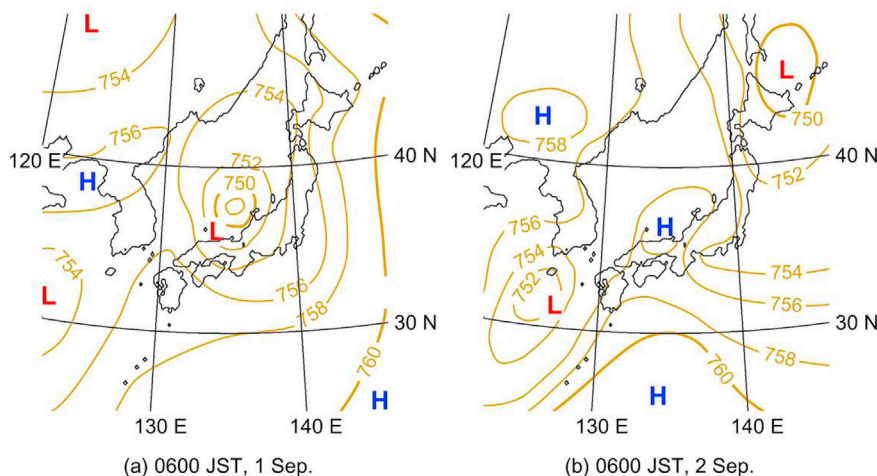 L
754
754
756
120 E
40 N
H
752
750
L
754
L
756
758
30 N
760
H
130 E
140 E
(a) 0600 JST, 1 Sep.
L
H
750
758
120 E
40 N
752
756
H
754
752
754
L
756
30 N
758
760
H
130 E
140 E
(b) 0600 JST, 2 Sep.